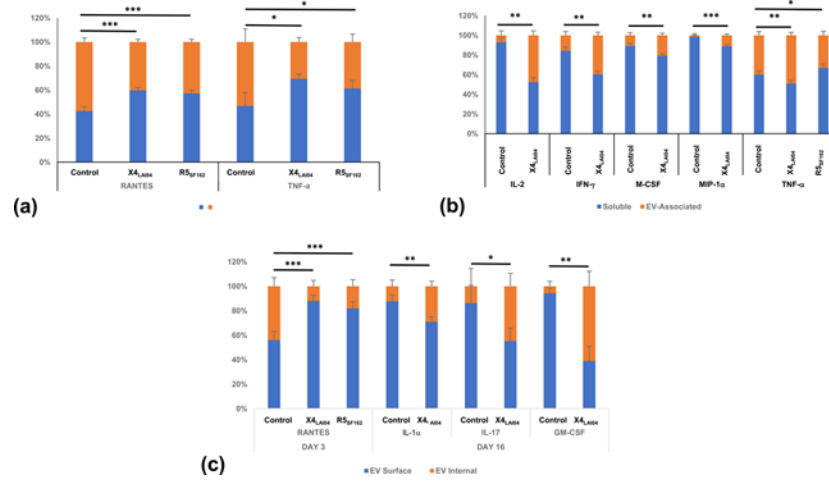 *** * ***
*** *
120%
100%
80%
60%
40%
20%
0%
Control X4LAI04 R5SF162 Control X4LAI04 R5SF162
RANTES TNF-a
(a)
*
** ** ** *** **
120%
100%
80%
60%
40%
20%
0%
Control X4LAI04 Control X4LAI04 Control X4LAI04 Control X4LAI04 Control X4LAI04 R5SF162
IL-2 IFN-γ M-CSF MIP-1α TNF-α
(b)
Soluble EV-Associated
***
*** ** * **
120%
100%
80%
60%
40%
20%
0%
Control X4LAI04 R5SF162 Control X4.AI04 Control X4LAI04 Control X4LAI04
RANTES IL-1α IL-17 GM-CSF
DAY 3 DAY 16
(c)
EV Surface EV Internal